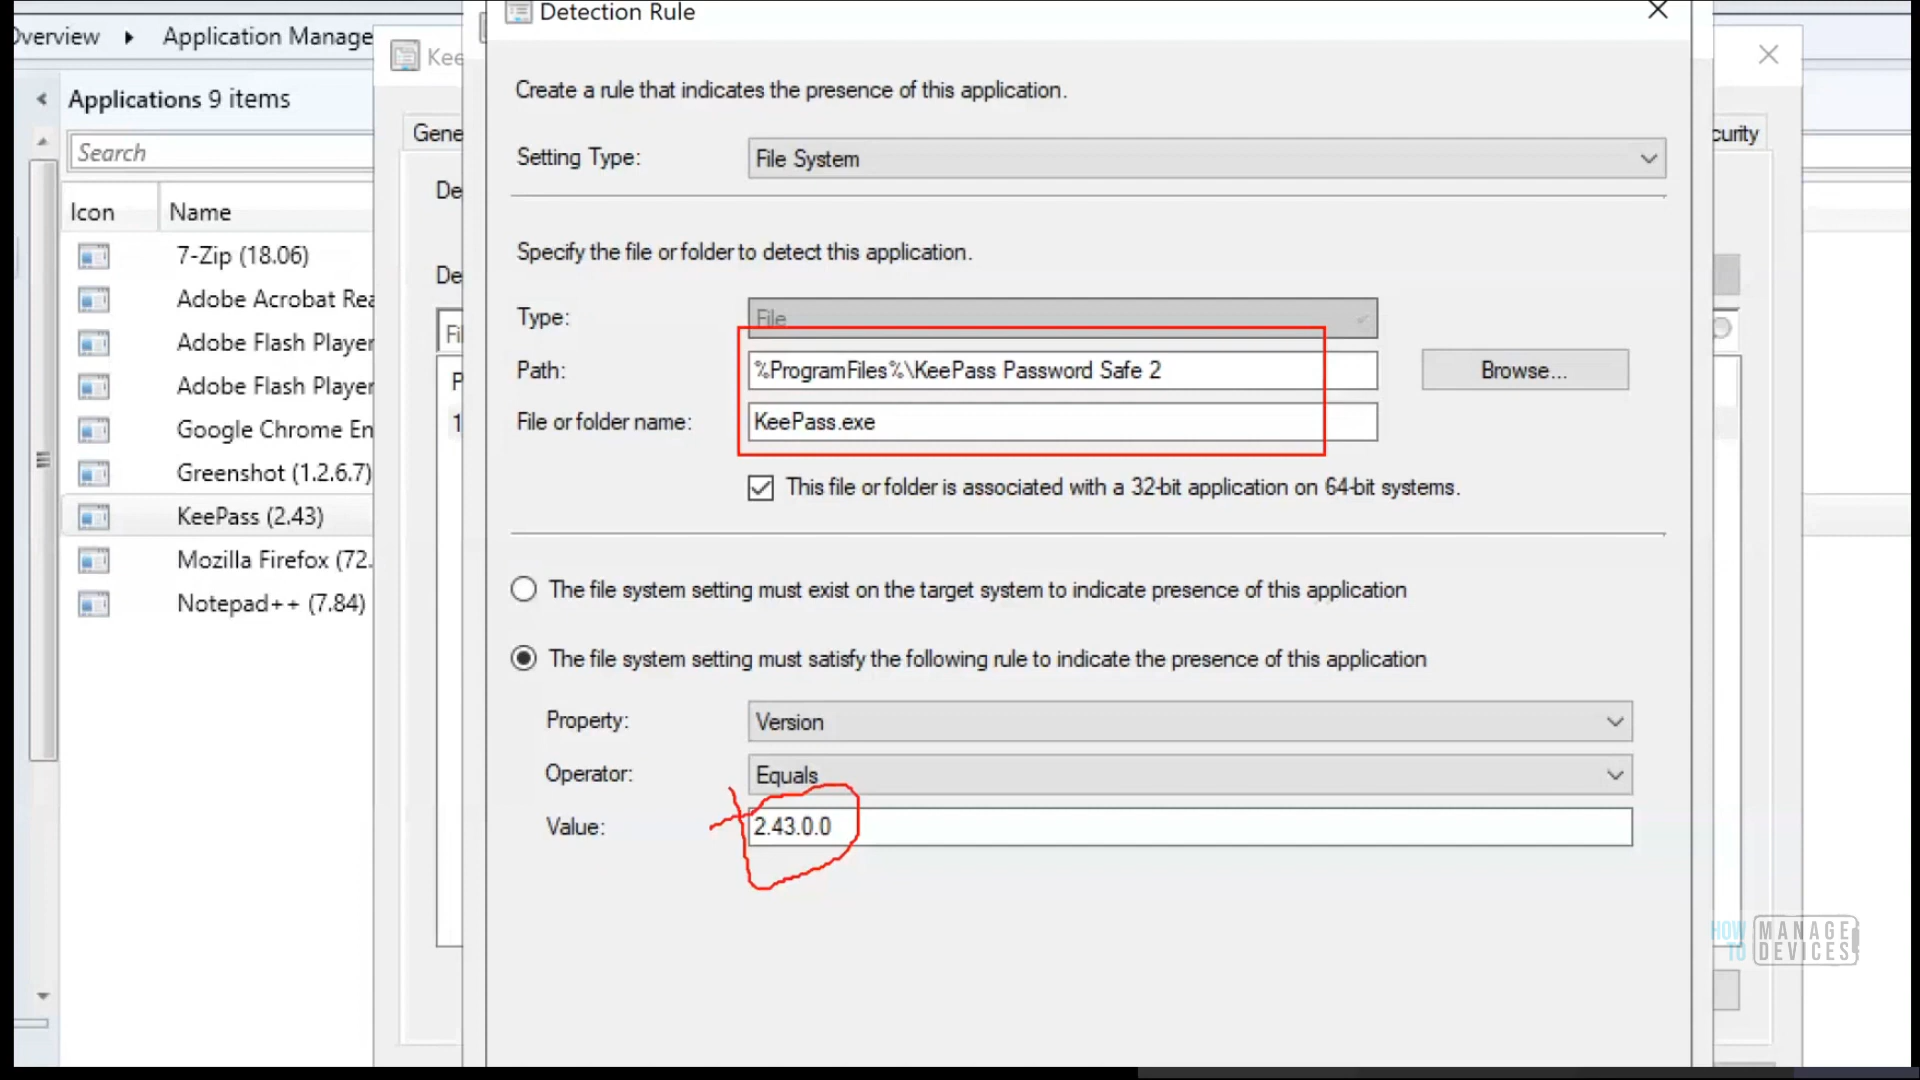 Detection Rule
Overview ▸ Application Manage
Kee
Applications 9 items
Search
Icon Name
7-Zip (18.06)
Adobe Acrobat Rea
Adobe Flash Player
Adobe Flash Player
Google Chrome En
Greenshot (1.2.6.7)
KeePass (2.43)
Mozilla Firefox (72.
Notepad++ (7.84)
Gene
De
De
Fil
P
1
curity
Create a rule that indicates the presence of this application.
Setting Type: File System
Specify the file or folder to detect this application.
Type: File
Path: %ProgramFiles%\KeePass Password Safe 2 Browse...
File or folder name: KeePass.exe
This file or folder is associated with a 32-bit application on 64-bit systems.
The file system setting must exist on the target system to indicate presence of this application
The file system setting must satisfy the following rule to indicate the presence of this application
Property: Version
Operator: Equals
Value: 2.43.0.0
HOW MANAGE
TO DEVICES